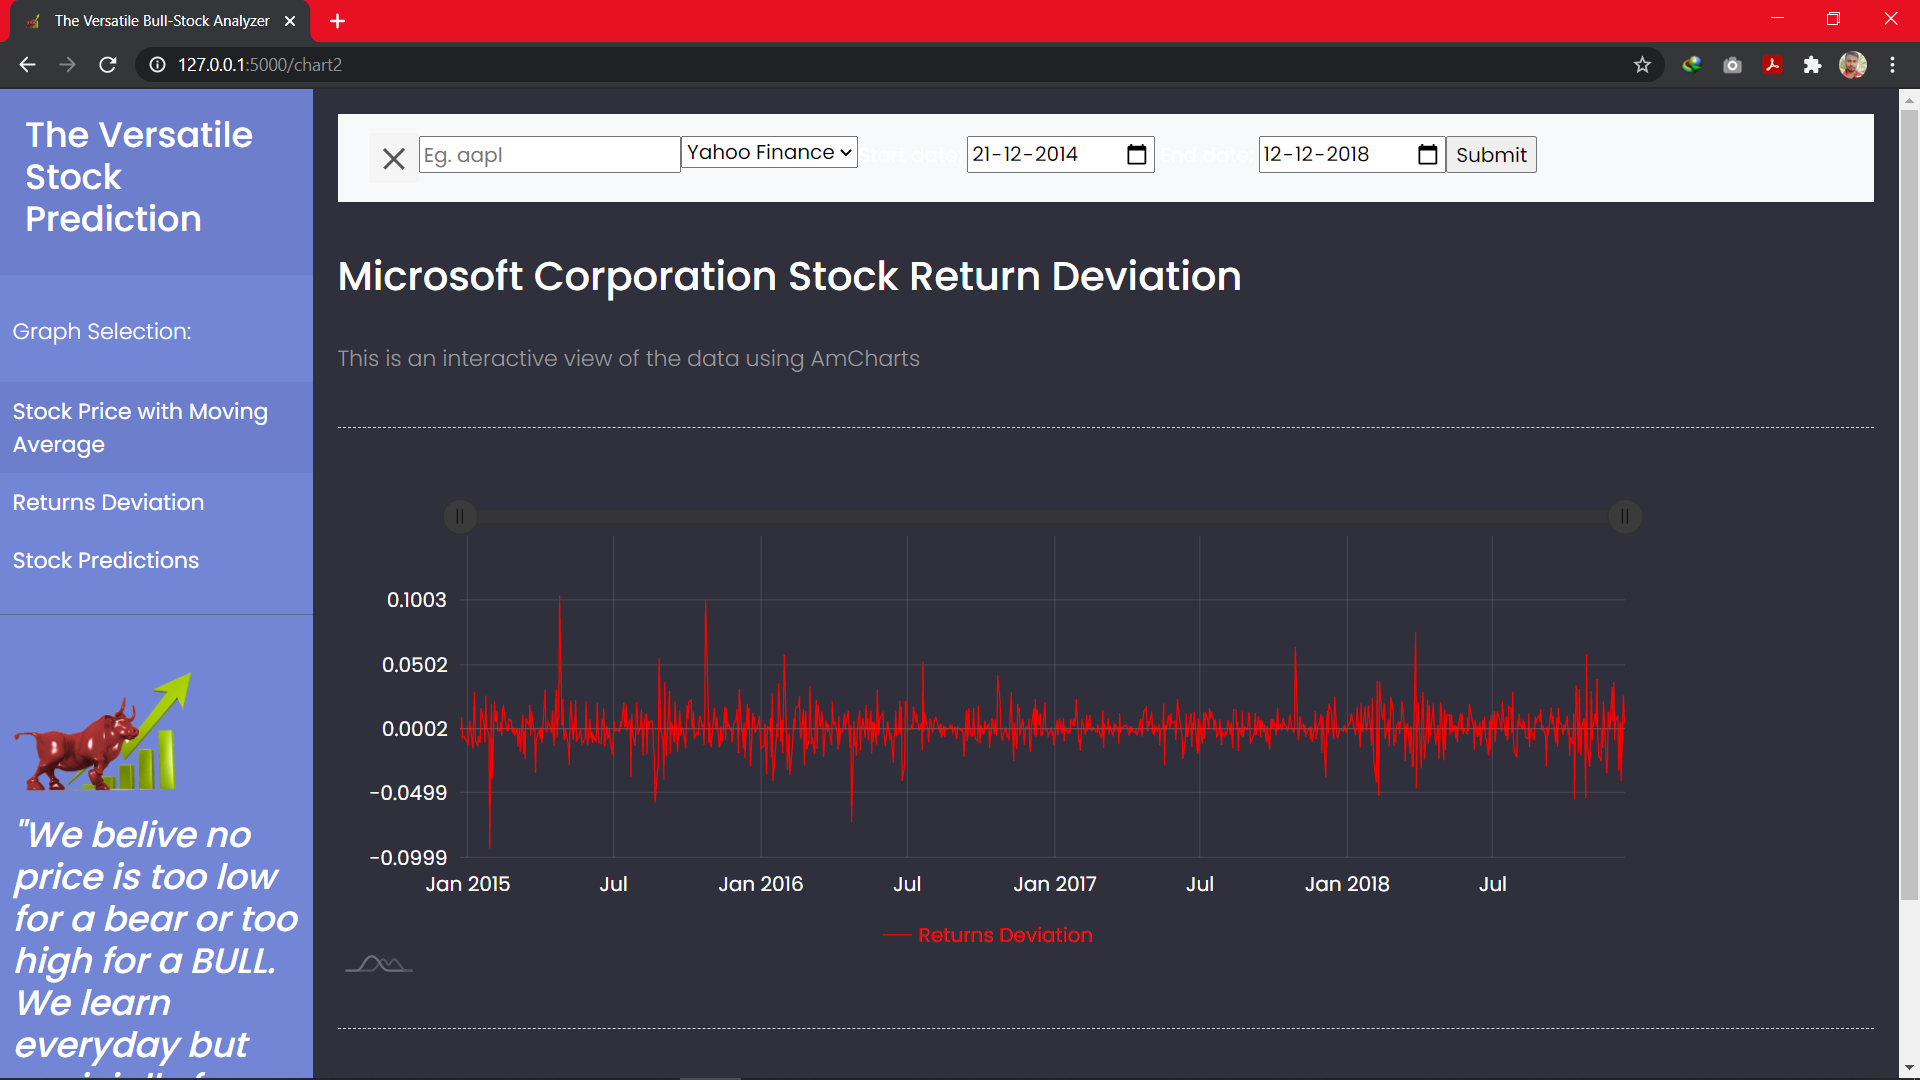 The Versatile Bull-Stock Analyzer
127.0.0.1:5000/chart2
The Versatile
Stock
Prediction
Graph Selection:
Stock Price with Moving
Average
Returns Deviation
Stock Predictions
"We belive no
price is too low
for a bear or too
high for a BULL.
We learn
everyday but
Eg. aapl Yahoo Finance Start date: 21-12-2014 End date: 12-12-2018 Submit
Microsoft Corporation Stock Return Deviation
This is an interactive view of the data using AmCharts
0.1003
0.0502
0.0002
-0.0499
-0.0999
Jan 2015 Jul Jan 2016 Jul Jan 2017 Jul Jan 2018 Jul
Returns Deviation